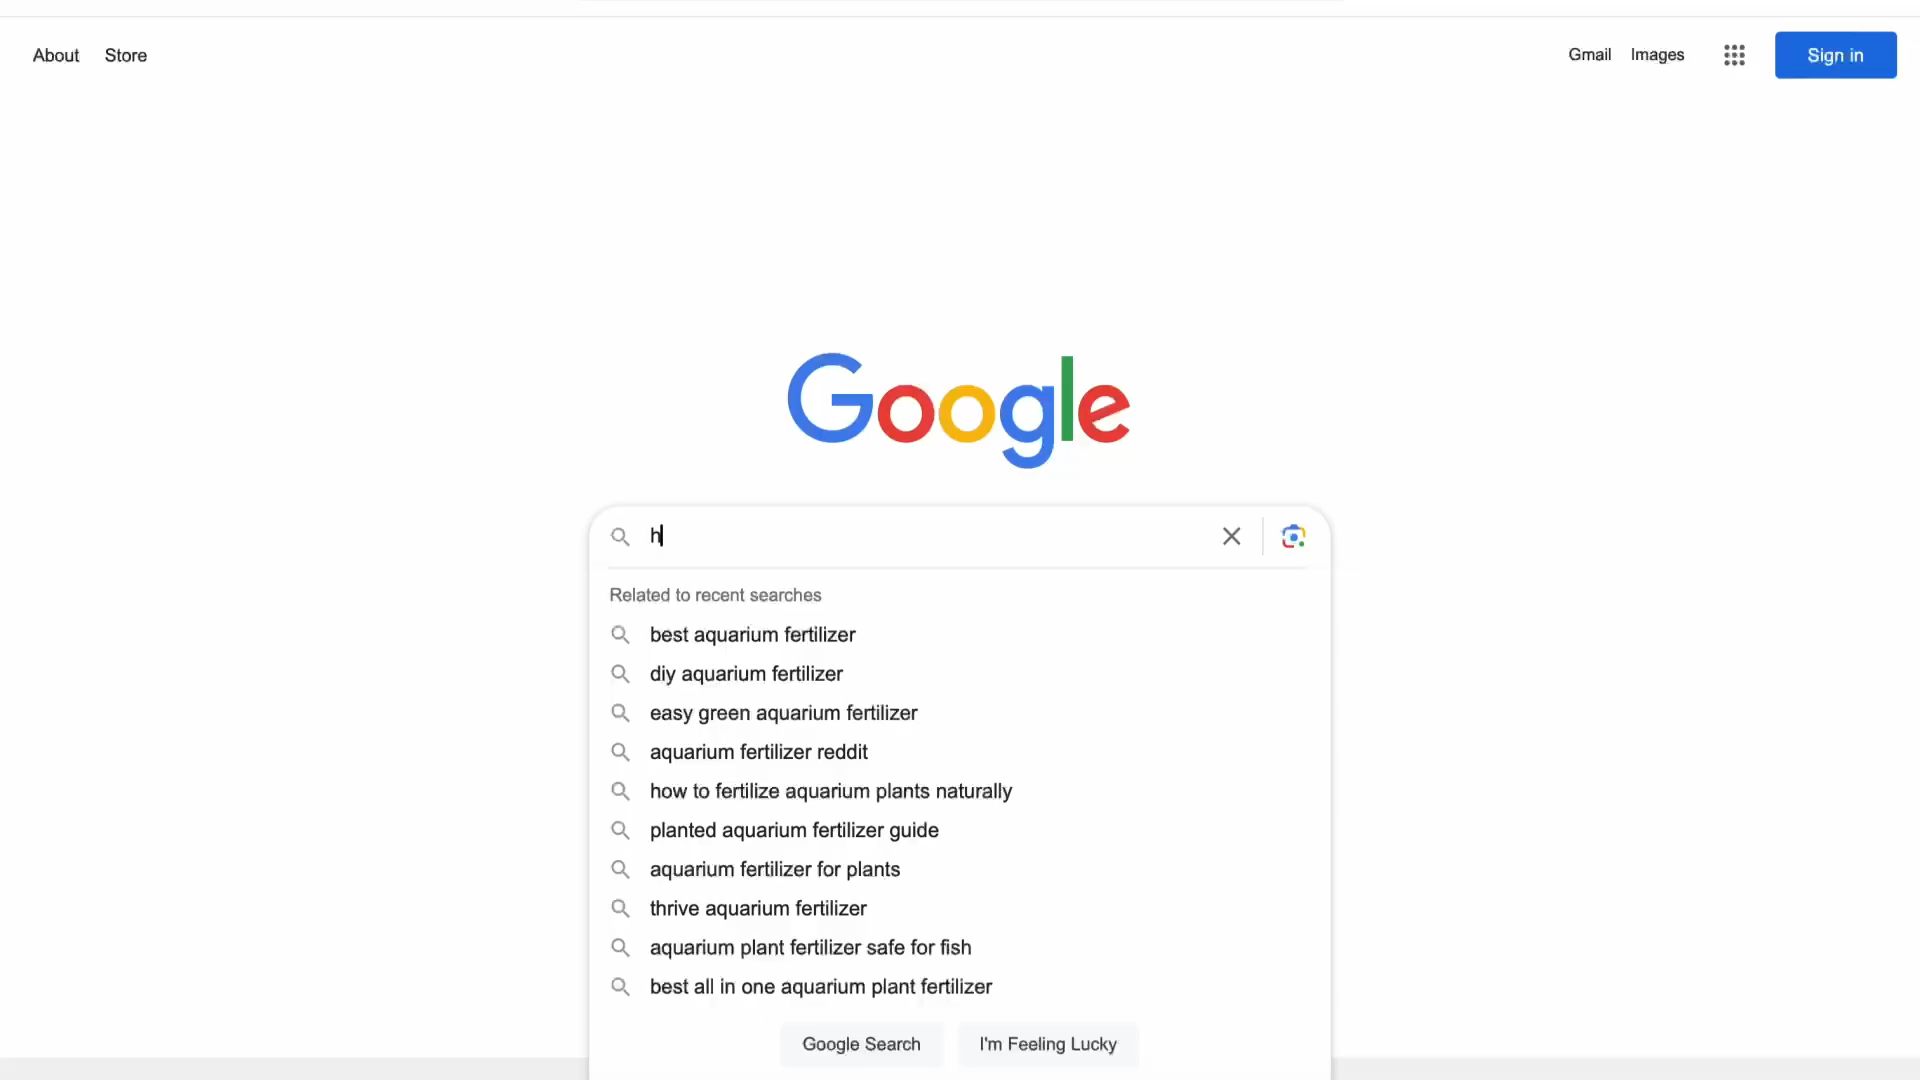 About Store Gmail Images Sign in
Google
h
Related to recent searches
best aquarium fertilizer
diy aquarium fertilizer
easy green aquarium fertilizer
aquarium fertilizer reddit
how to fertilize aquarium plants naturally
planted aquarium fertilizer guide
aquarium fertilizer for plants
thrive aquarium fertilizer
aquarium plant fertilizer safe for fish
best all in one aquarium plant fertilizer
Google Search I'm Feeling Lucky